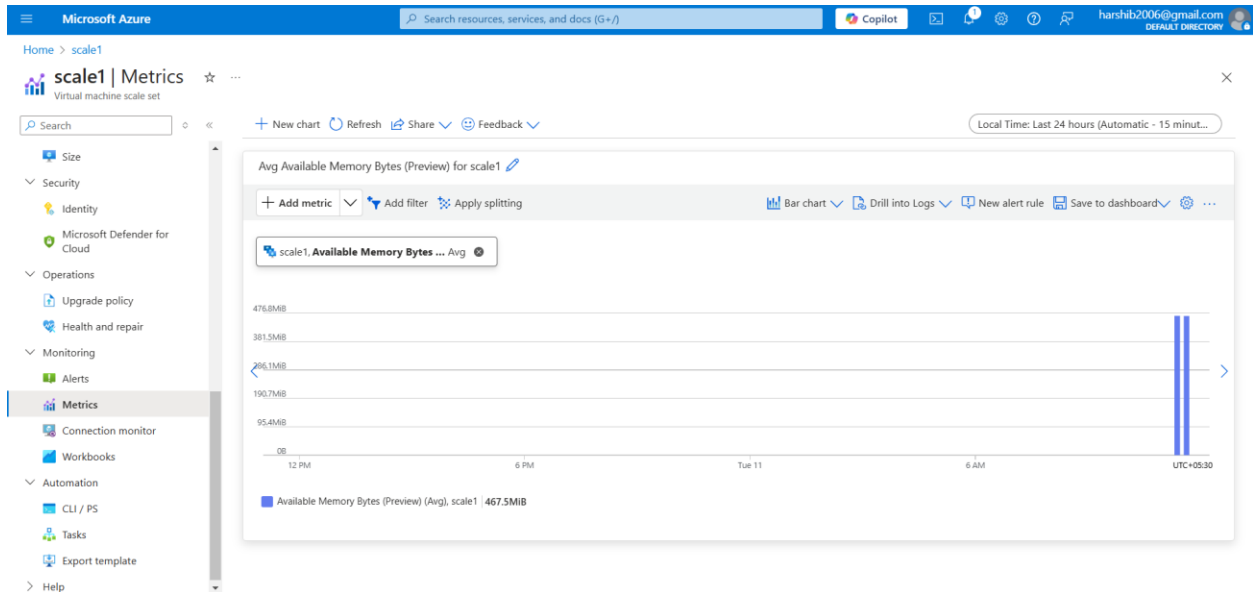 Microsoft Azure
Search resources, services, and docs (G+/)
Copilot
1
harshib2006@gmail.com
DEFAULT DIRECTORY
Home > scale1
scale1 | Metrics
Virtual machine scale set
Search
New chart Refresh Share Feedback
Local Time: Last 24 hours (Automatic - 15 minut...
Size
Security
Identity
Microsoft Defender for
Cloud
Operations
Upgrade policy
Health and repair
Monitoring
Alerts
Metrics
Connection monitor
Workbooks
Automation
CLI / PS
Tasks
Export template
Help
Avg Available Memory Bytes (Preview) for scale1
Add metric Add filter Apply splitting
Bar chart Drill into Logs New alert rule Save to dashboard
scale1, Available Memory Bytes ... Avg
476.8MiB
381.5MiB
286.1MiB
190.7MiB
95.4MiB
0B
12 PM 6 PM Tue 11 6 AM UTC+05:30
Available Memory Bytes (Preview) (Avg), scale1 467.5MiB